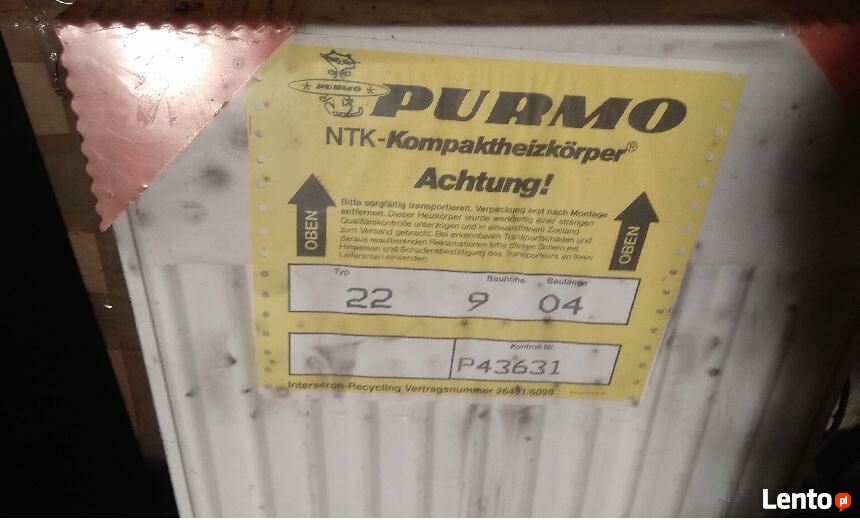 PURMO
PURMO
NTK-Kompaktheizkörper®
Achtung!
OBEN
Bitte sorgfältig transportieren. Verpackung erst nach Montage
entfernen. Dieser Heizkörper wurde werkseitig einer strengen
Qualitätskontrolle unterzogen und in einwandfreiem Zustand
zum Versand gebracht. Bei erkennbaren Transportschäden und
daraus resultierenden Reklamationen bitte diesen Schein mit
Hinweisen und Schadensbestätigung des Transporteurs an Ihren
Lieferanten einsenden.
OBEN
Typ Bauhöhe Baulänge
22 9 04
Kontroll Nr.
P43631
Interseroh-Recycling Vertragsnummer 26491/6096
Lento.pl